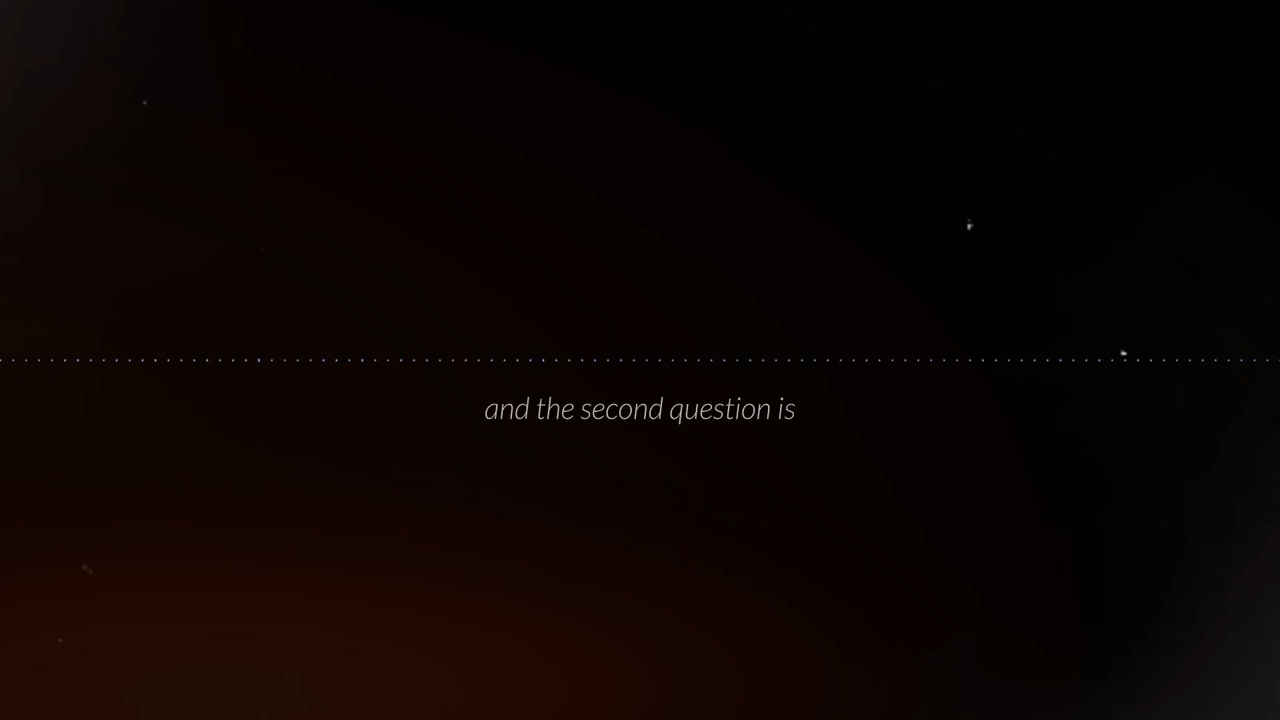 and the second question is